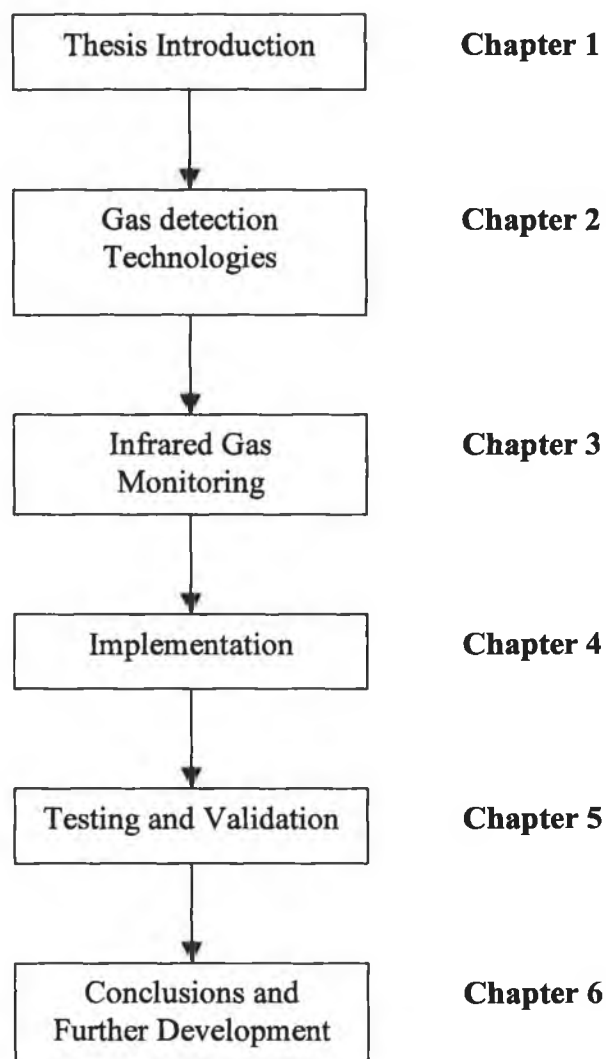 Thesis Introduction Chapter 1
Gas detection Chapter 2
Technologies
Infrared Gas Chapter 3
Monitoring
Implementation Chapter 4
Testing and Validation Chapter 5
Conclusions and Chapter 6
Further Development